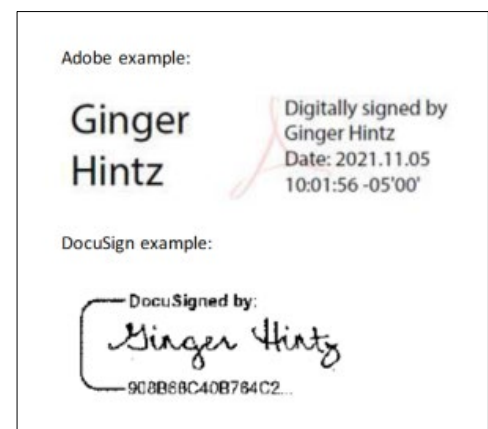 Adobe example:
Ginger
Hintz
Digitally signed by
Ginger Hintz
Date: 2021.11.05
10:01:56 -05'00'
DocuSign example:
DocuSigned by:
Ginger Hintz
908B86C40B764C2...